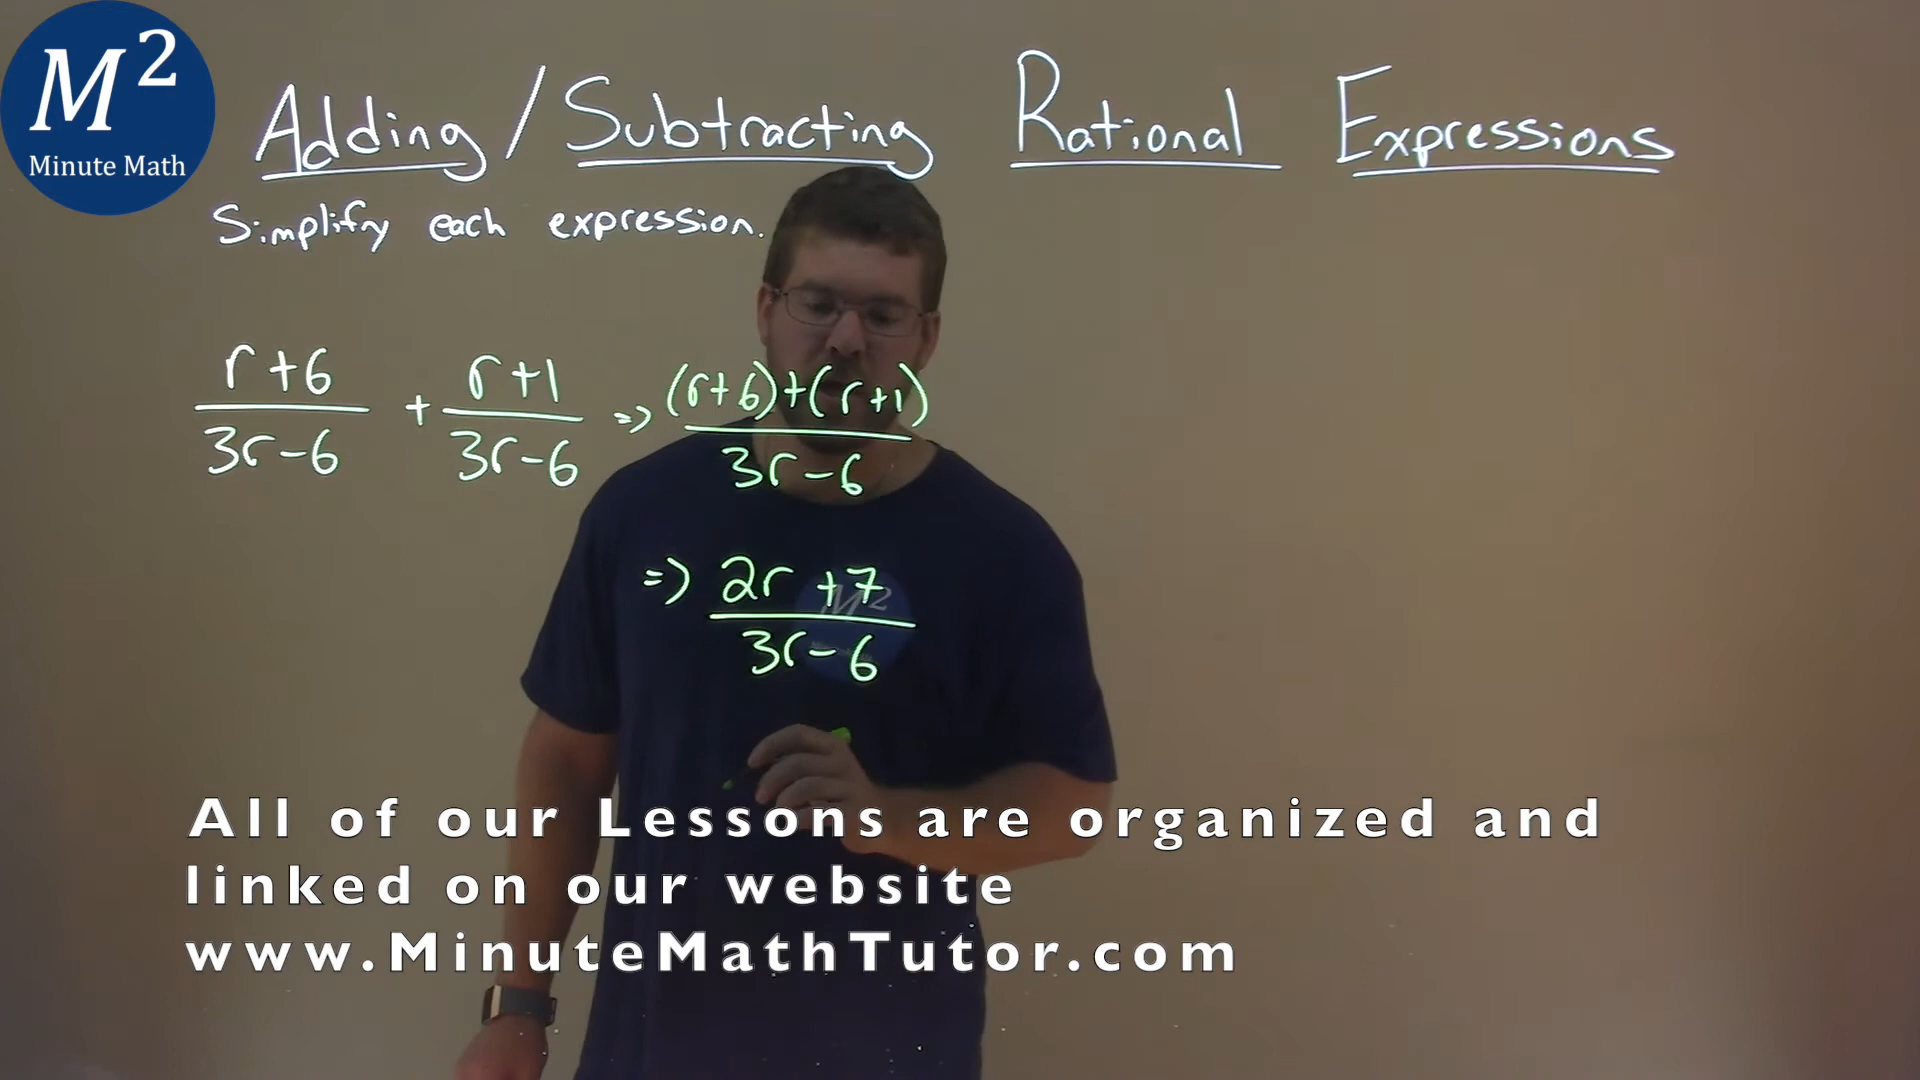 M²
Minute Math
Adding/Subtracting Rational Expressions
Simplify each expression.
r+6 / 3r-6 + r+1 / 3r-6 => (r+6)+(r+1) / 3r-6
=> 2r+7 / 3r-6
M²
All of our Lessons are organized and
linked on our website
www.MinuteMathTutor.com